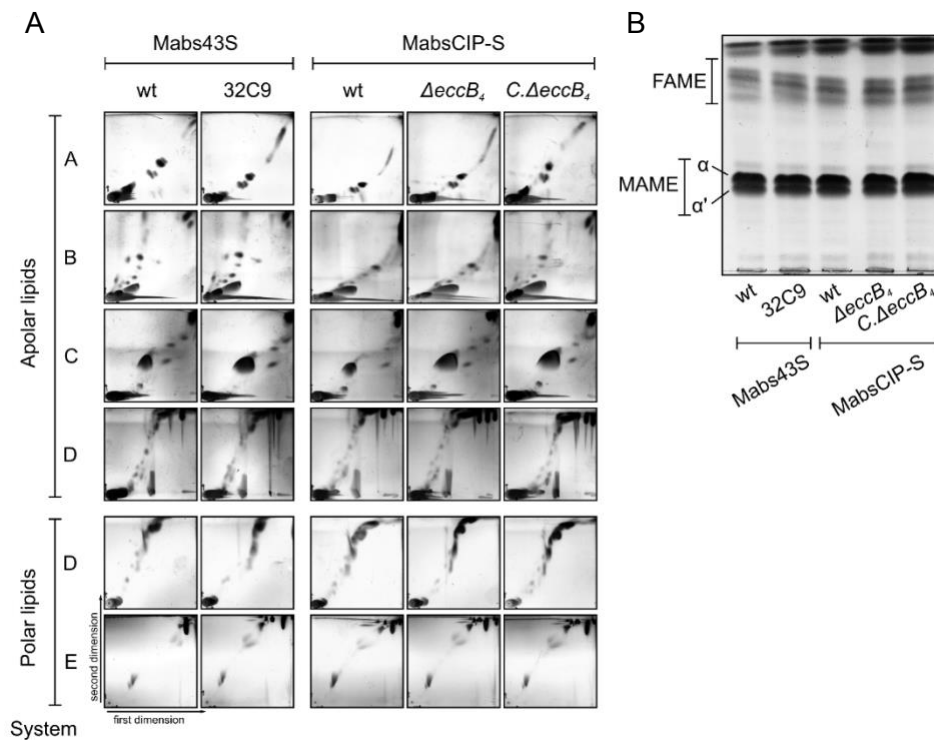 A
Mabs43S
MabsCIP-S
wt
32C9
wt
ΔeccB₄
C.ΔeccB₄
Apolar lipids
A
B
C
D
Polar lipids
D
E
second dimension
first dimension
System
B
FAME
MAME
α
α'
wt
32C9
wt
ΔeccB₄
C.ΔeccB₄
Mabs43S
MabsCIP-S